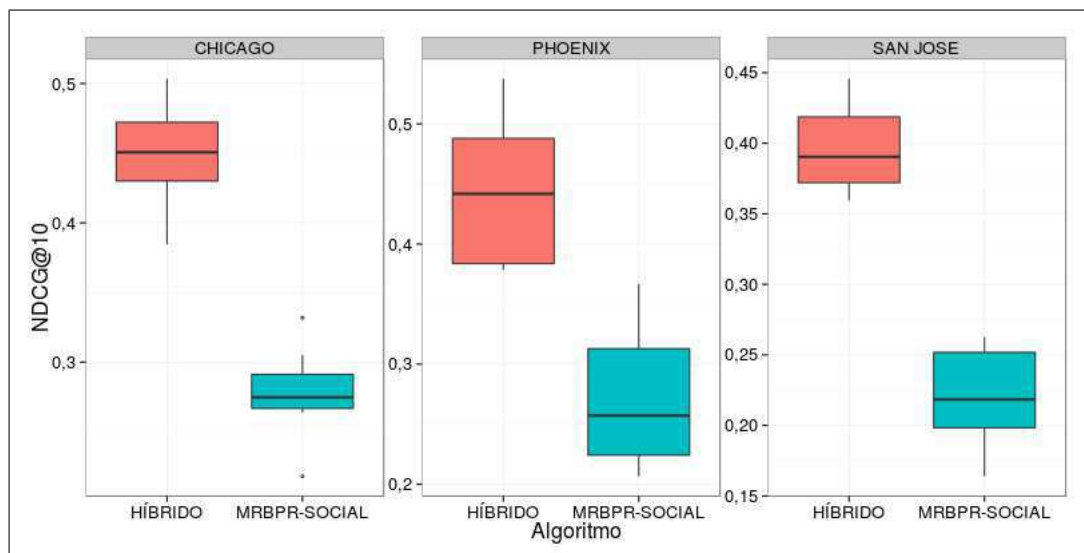 CHICAGO
PHOENIX
SAN JOSE
NDCG@10
0,5
0,4
0,3
0,5
0,4
0,3
0,2
0,45
0,40
0,35
0,30
0,25
0,20
0,15
HÍBRIDO
MRBPR-SOCIAL
HÍBRIDO
MRBPR-SOCIAL
HÍBRIDO
MRBPR-SOCIAL
Algoritmo